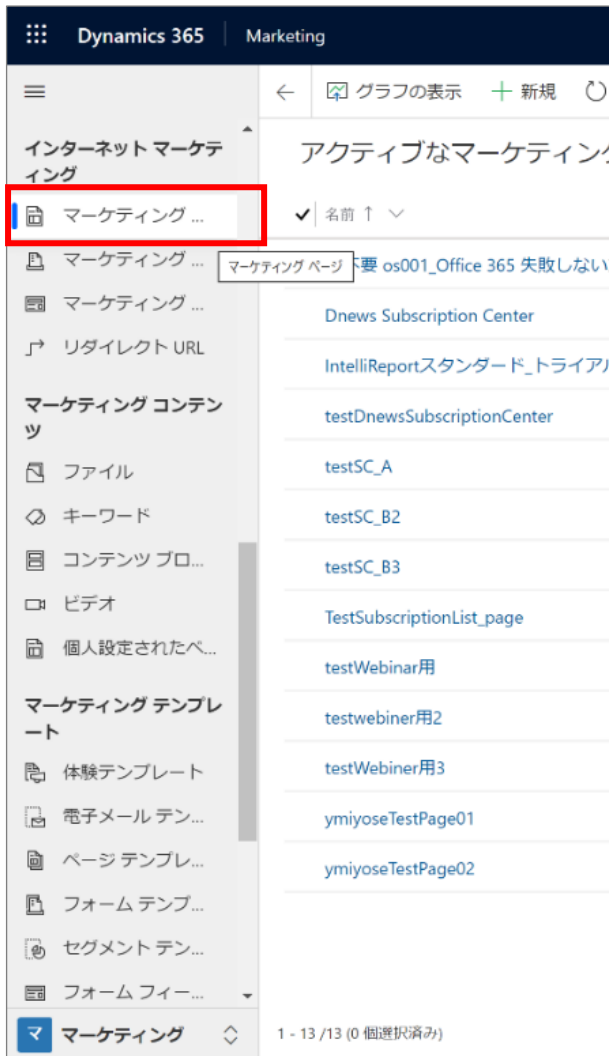 Dynamics 365 Marketing
グラフの表示 新規
インターネット マーケテ
ィング
アクティブなマーケティング
マーケティング ...
名前
マーケティング ...
マーケティング ページ
不要 os001_Office 365 失敗しない
マーケティング ...
Dnews Subscription Center
リダイレクト URL
IntelliReportスタンダード_トライアル
マーケティング コンテン
ツ
testDnewsSubscriptionCenter
ファイル
testSC_A
キーワード
testSC_B2
コンテンツ ブロ...
testSC_B3
ビデオ
TestSubscriptionList_page
個人設定されたペ...
testWebinar用
マーケティング テンプレ
ート
testwebiner用2
体験テンプレート
testWebiner用3
電子メール テン...
ymiyoseTestPage01
ページ テンプレ...
ymiyoseTestPage02
フォーム テンプ...
セグメント テン...
フォーム フィー...
マ マーケティング
1 - 13 /13 (0 個選択済み)